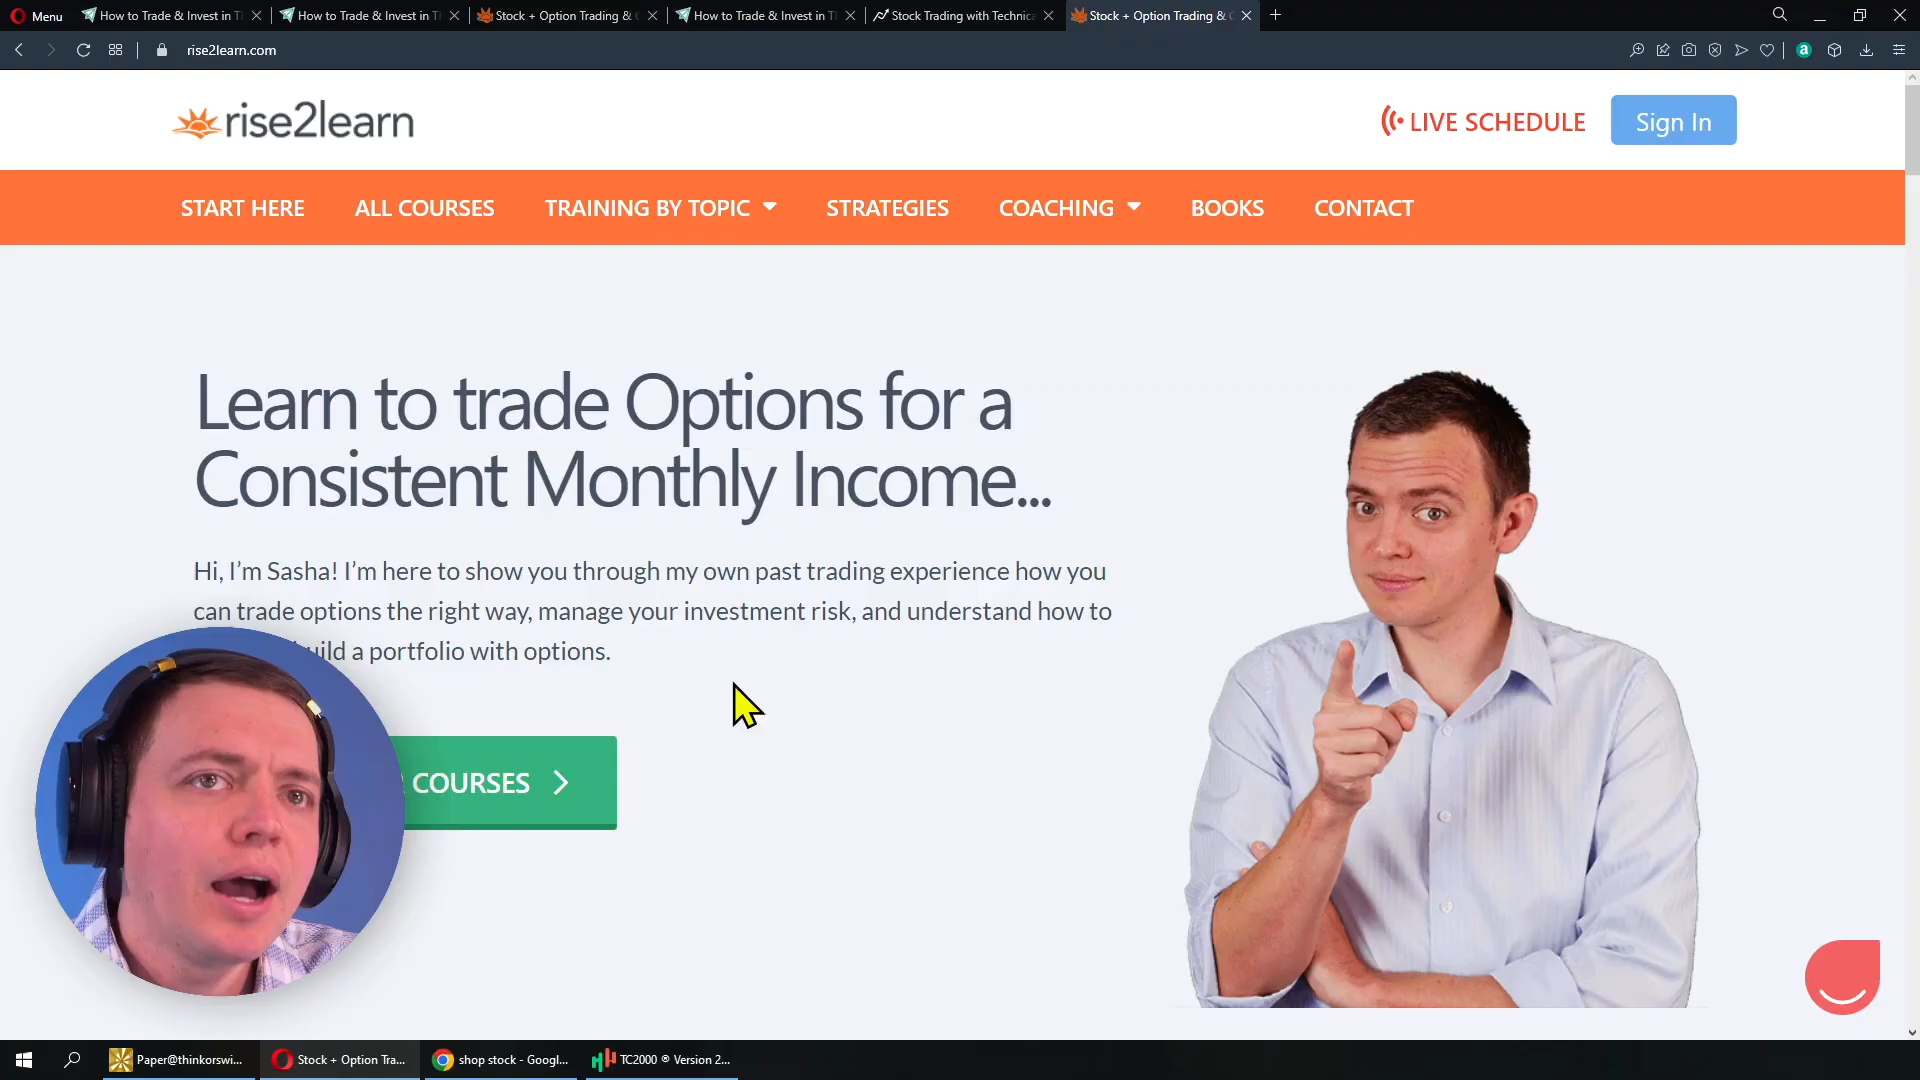 Menu
How to Trade & Invest in T
How to Trade & Invest in T
Stock + Option Trading &
How to Trade & Invest in T
Stock Trading with Technica
Stock + Option Trading &
rise2learn.com
a
rise2learn
LIVE SCHEDULE
Sign In
START HERE
ALL COURSES
TRAINING BY TOPIC
STRATEGIES
COACHING
BOOKS
CONTACT
Learn to trade Options for a
Consistent Monthly Income...
Hi, I'm Sasha! I'm here to show you through my own past trading experience how you
can trade options the right way, manage your investment risk, and understand how to
a portfolio with options.
COURSES
Paper@thinkorswi...
Stock + Option Tra...
shop stock - Googl...
TC2000 ® Version 2...